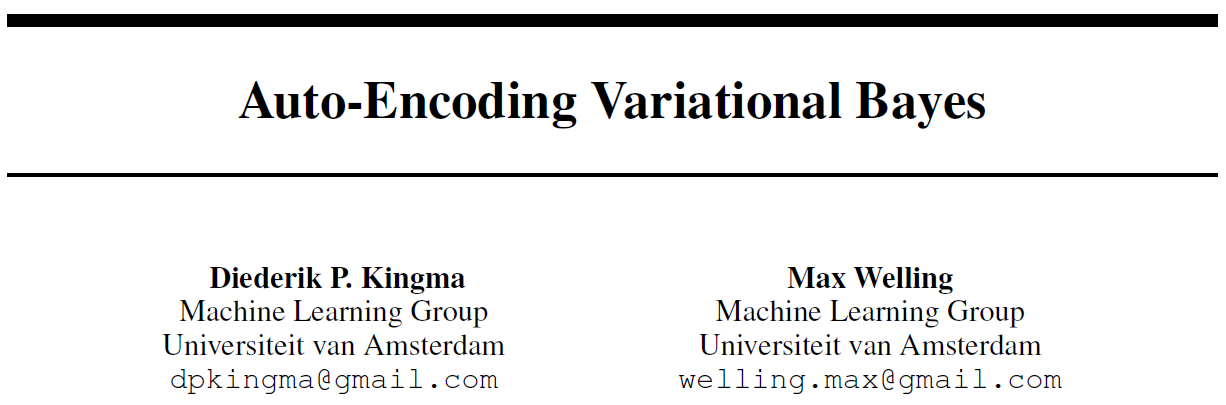 Auto-Encoding Variational Bayes
Diederik P. Kingma
Machine Learning Group
Universiteit van Amsterdam
dpkingma@gmail.com
Max Welling
Machine Learning Group
Universiteit van Amsterdam
welling.max@gmail.com